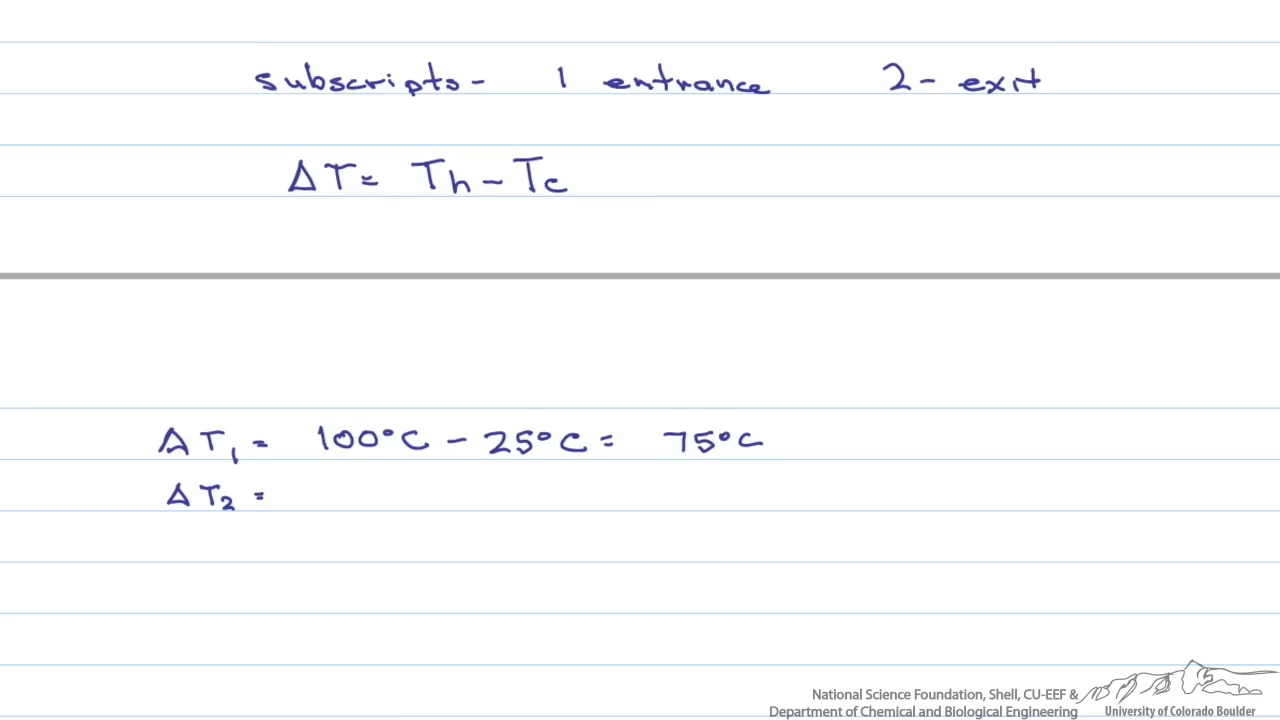 subscripts - 1 entrance 2 - exit
ΔT = Th - Tc
ΔT₁ = 100°C - 25°C = 75°C
ΔT₂ =
National Science Foundation, Shell, CU-EEF &
Department of Chemical and Biological Engineering
University of Colorado Boulder